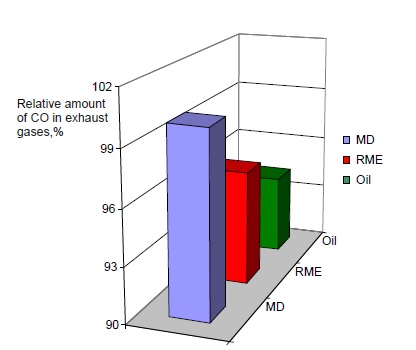 102
Relative amount
of CO in exhaust
gases,%
99
96
93
90
MD
RME
Oil
Oil
RME
MD